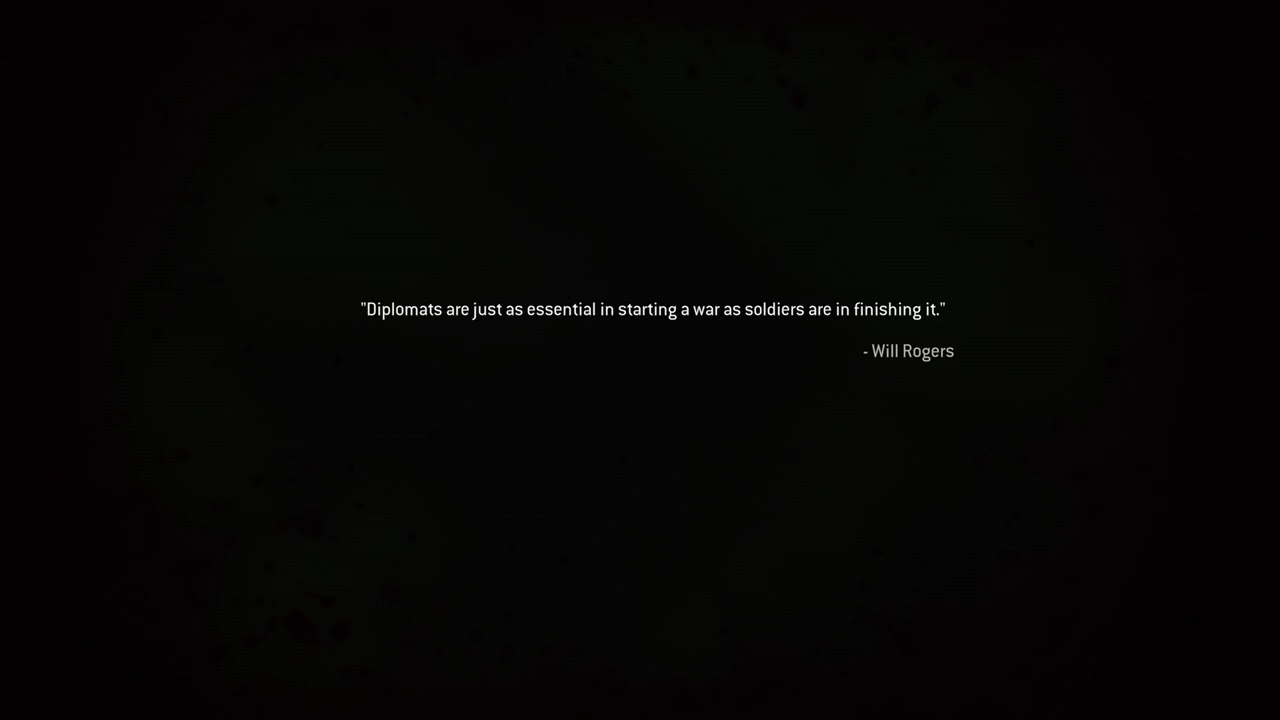 "Diplomats are just as essential in starting a war as soldiers are in finishing it."
- Will Rogers